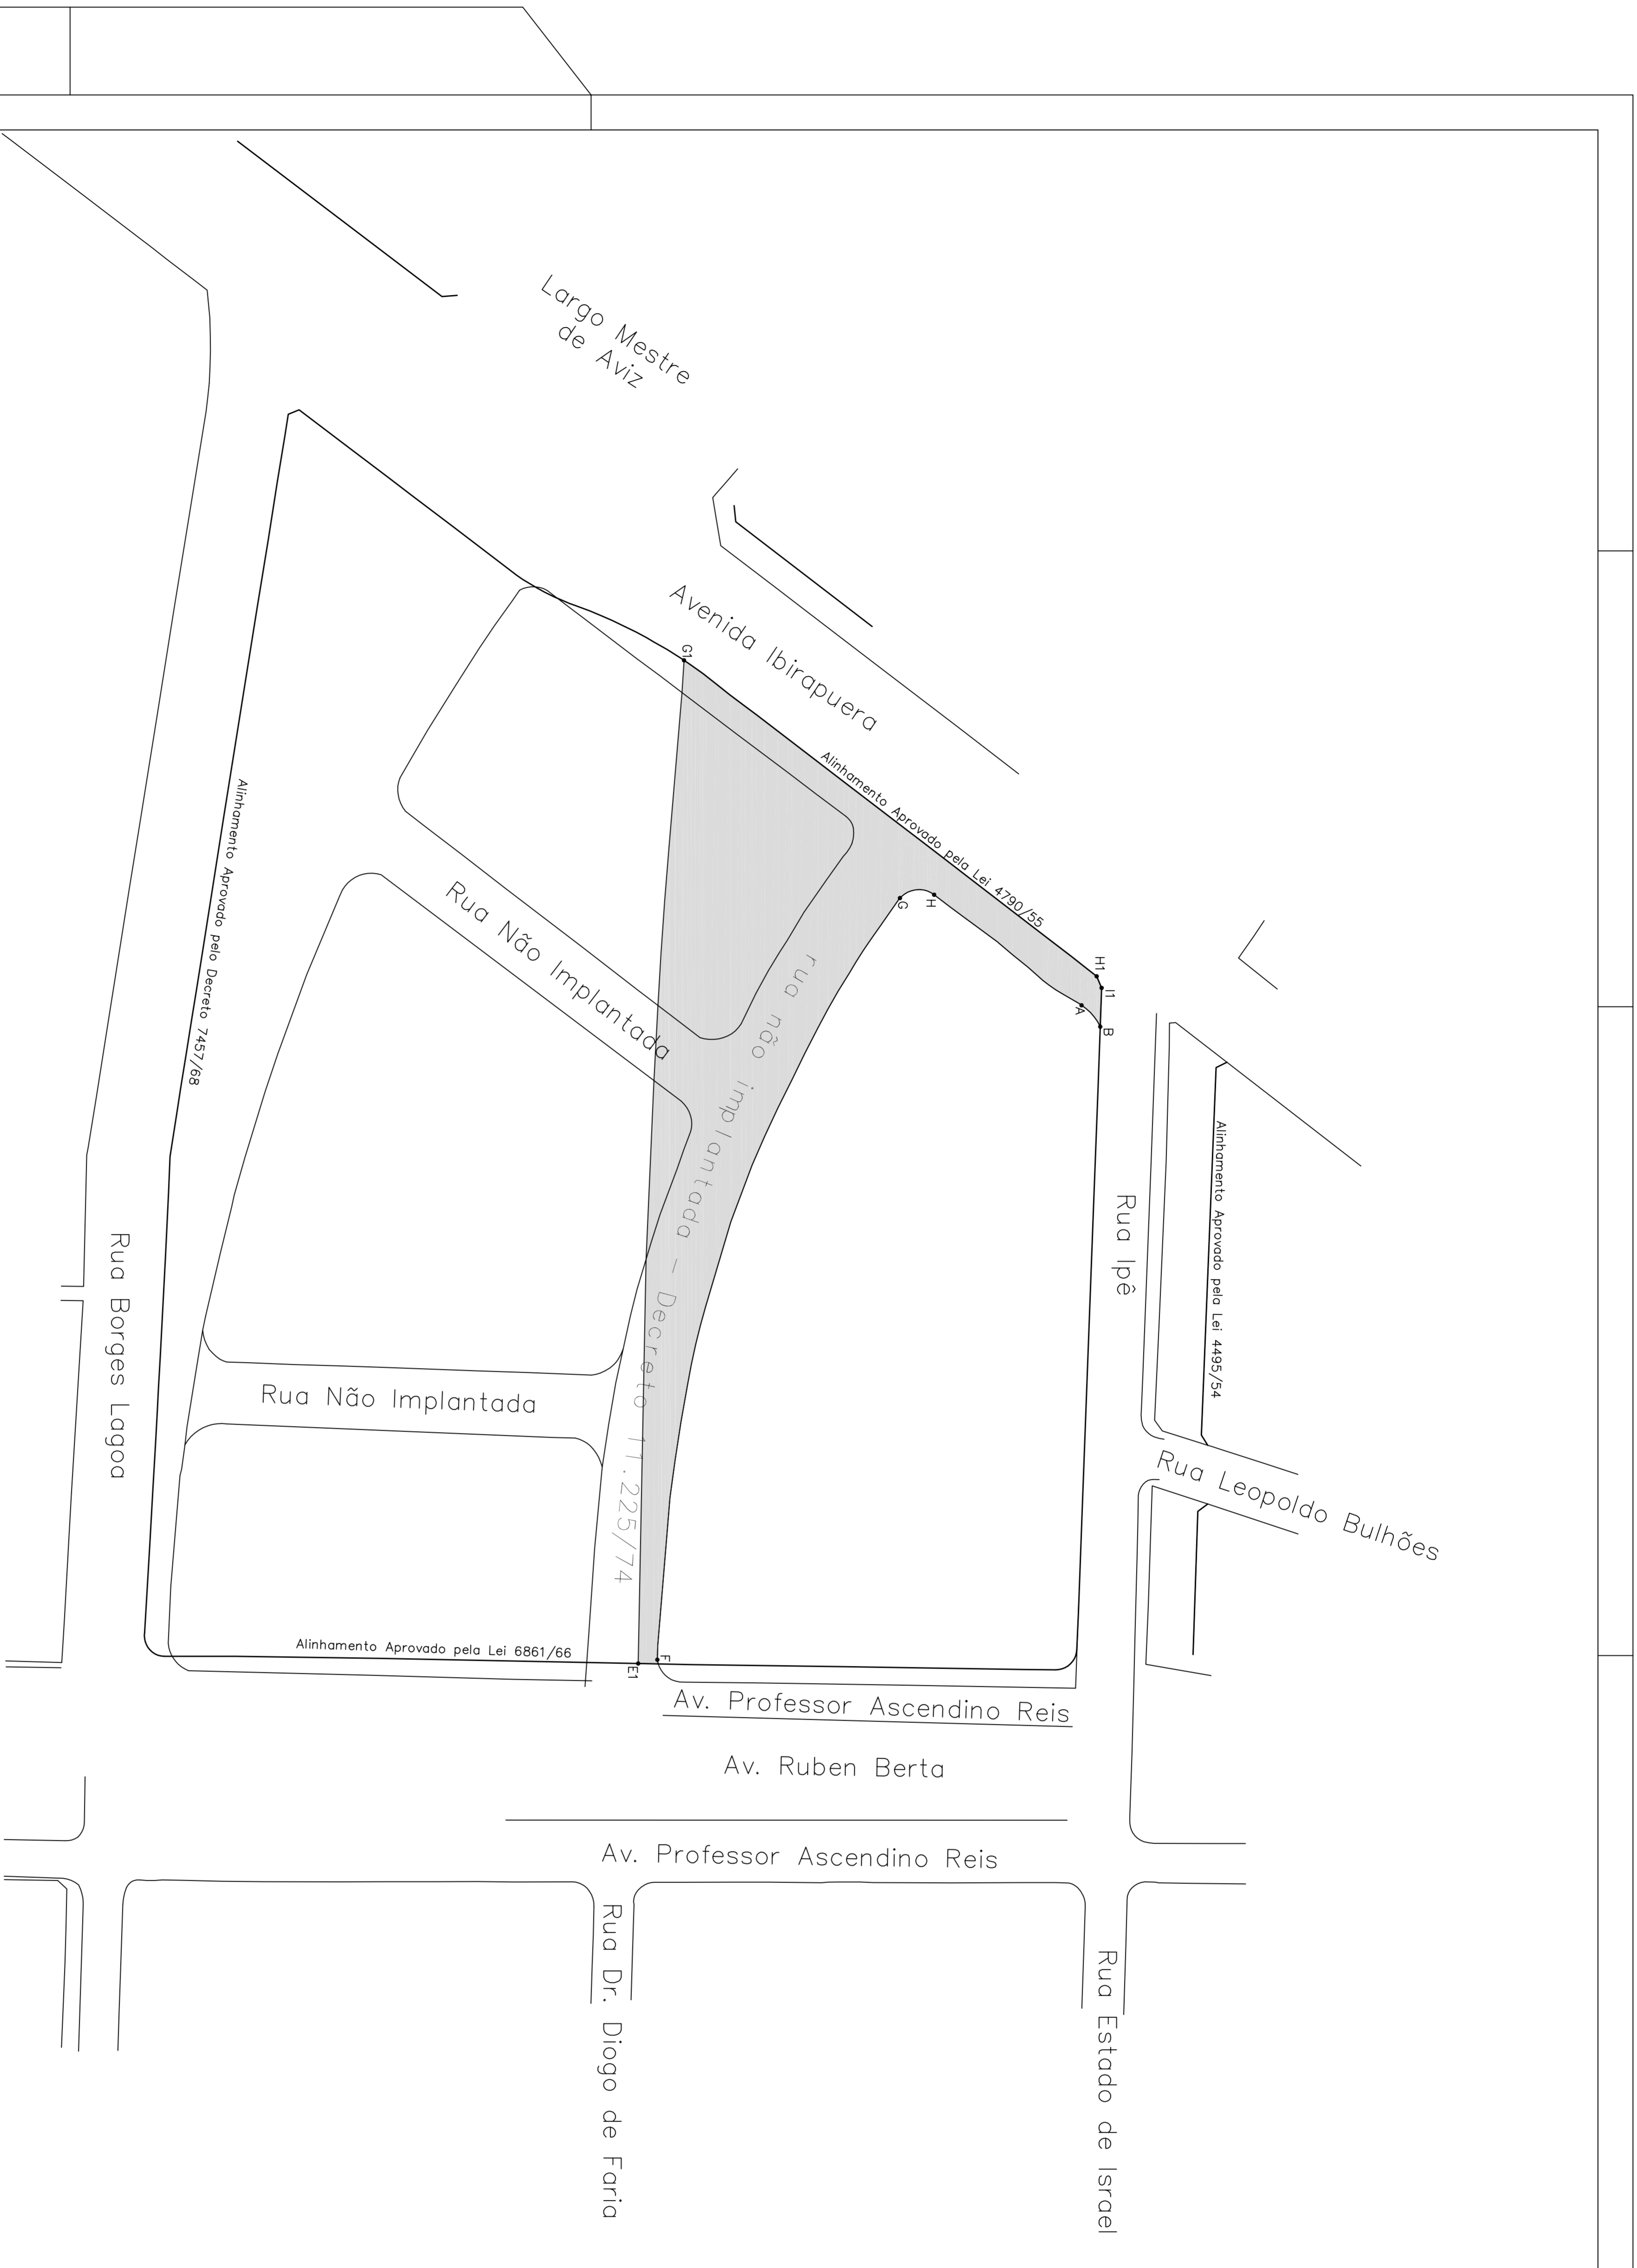 Largo Mestre
de Aviz
Avenida Ibirapuera
G1
Alinhamento Aprovado pela Lei 4790/55
H
G
H1
I1
A
B
Alinhamento Aprovado pelo Decreto 7457/68
Rua Não Implantada
rua não implantada - Decreto 11.225/74
Alinhamento Aprovado pela Lei 4495/54
Rua Ipê
Rua Borges Lagoa
Rua Não Implantada
Rua Leopoldo Bulhões
Alinhamento Aprovado pela Lei 6861/66
F
E1
Av. Professor Ascendino Reis
Av. Ruben Berta
Av. Professor Ascendino Reis
Rua Dr. Diogo de Faria
Rua Estado de Israel